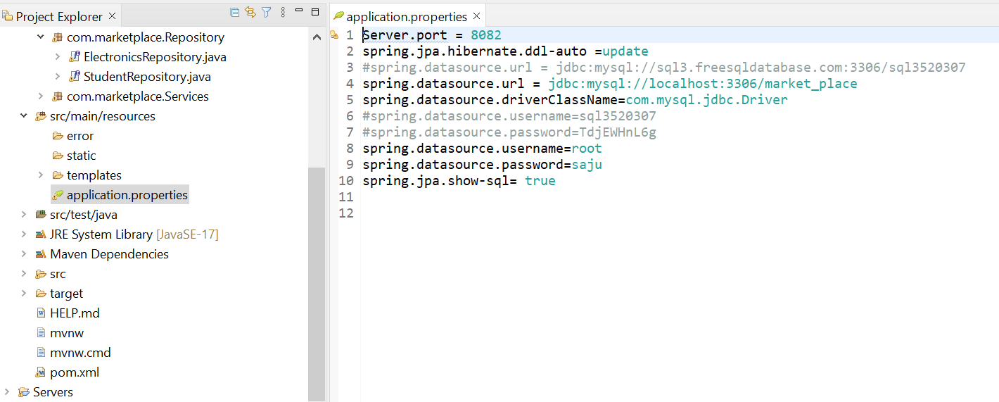 Project Explorer
com.marketplace.Repository
ElectronicsRepository.java
StudentRepository.java
com.marketplace.Services
src/main/resources
error
static
templates
application.properties
src/test/java
JRE System Library [JavaSE-17]
Maven Dependencies
src
target
HELP.md
mvnw
mvnw.cmd
pom.xml
Servers
application.properties
1 Server.port = 8082
2 spring.jpa.hibernate.ddl-auto =update
3 #spring.datasource.url = jdbc:mysql://sql3.freesqldatabase.com:3306/sql3520307
4 spring.datasource.url = jdbc:mysql://localhost:3306/market_place
5 spring.datasource.driverClassName=com.mysql.jdbc.Driver
6 #spring.datasource.username=sql3520307
7 #spring.datasource.password=TdjEWHnL6g
8 spring.datasource.username=root
9 spring.datasource.password=saju
10 spring.jpa.show-sql= true
11
12